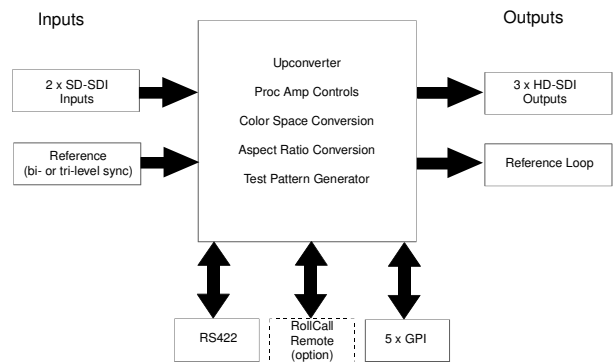 Inputs
Outputs
2 x SD-SDI
Inputs
Reference
(bi- or tri-level sync)
Upconverter
Proc Amp Controls
Color Space Conversion
Aspect Ratio Conversion
Test Pattern Generator
3 x HD-SDI
Outputs
Reference Loop
RS422
RollCall
Remote
(option)
5 x GPI